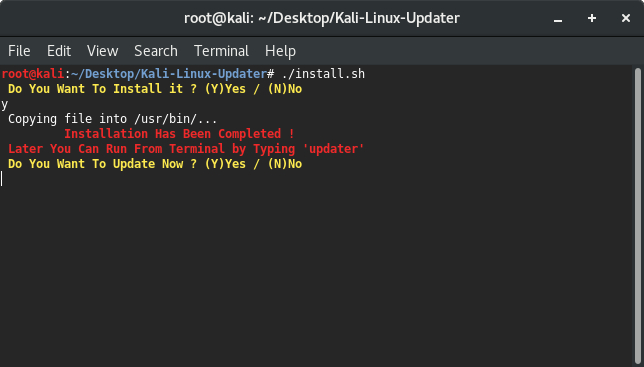 root@kali: ~/Desktop/Kali-Linux-Updater
File Edit View Search Terminal Help
root@kali:~/Desktop/Kali-Linux-Updater# ./install.sh
Do You Want To Install it ? (Y)Yes / (N)No
y
Copying file into /usr/bin/...
Installation Has Been Completed !
Later You Can Run From Terminal by Typing 'updater'
Do You Want To Update Now ? (Y)Yes / (N)No